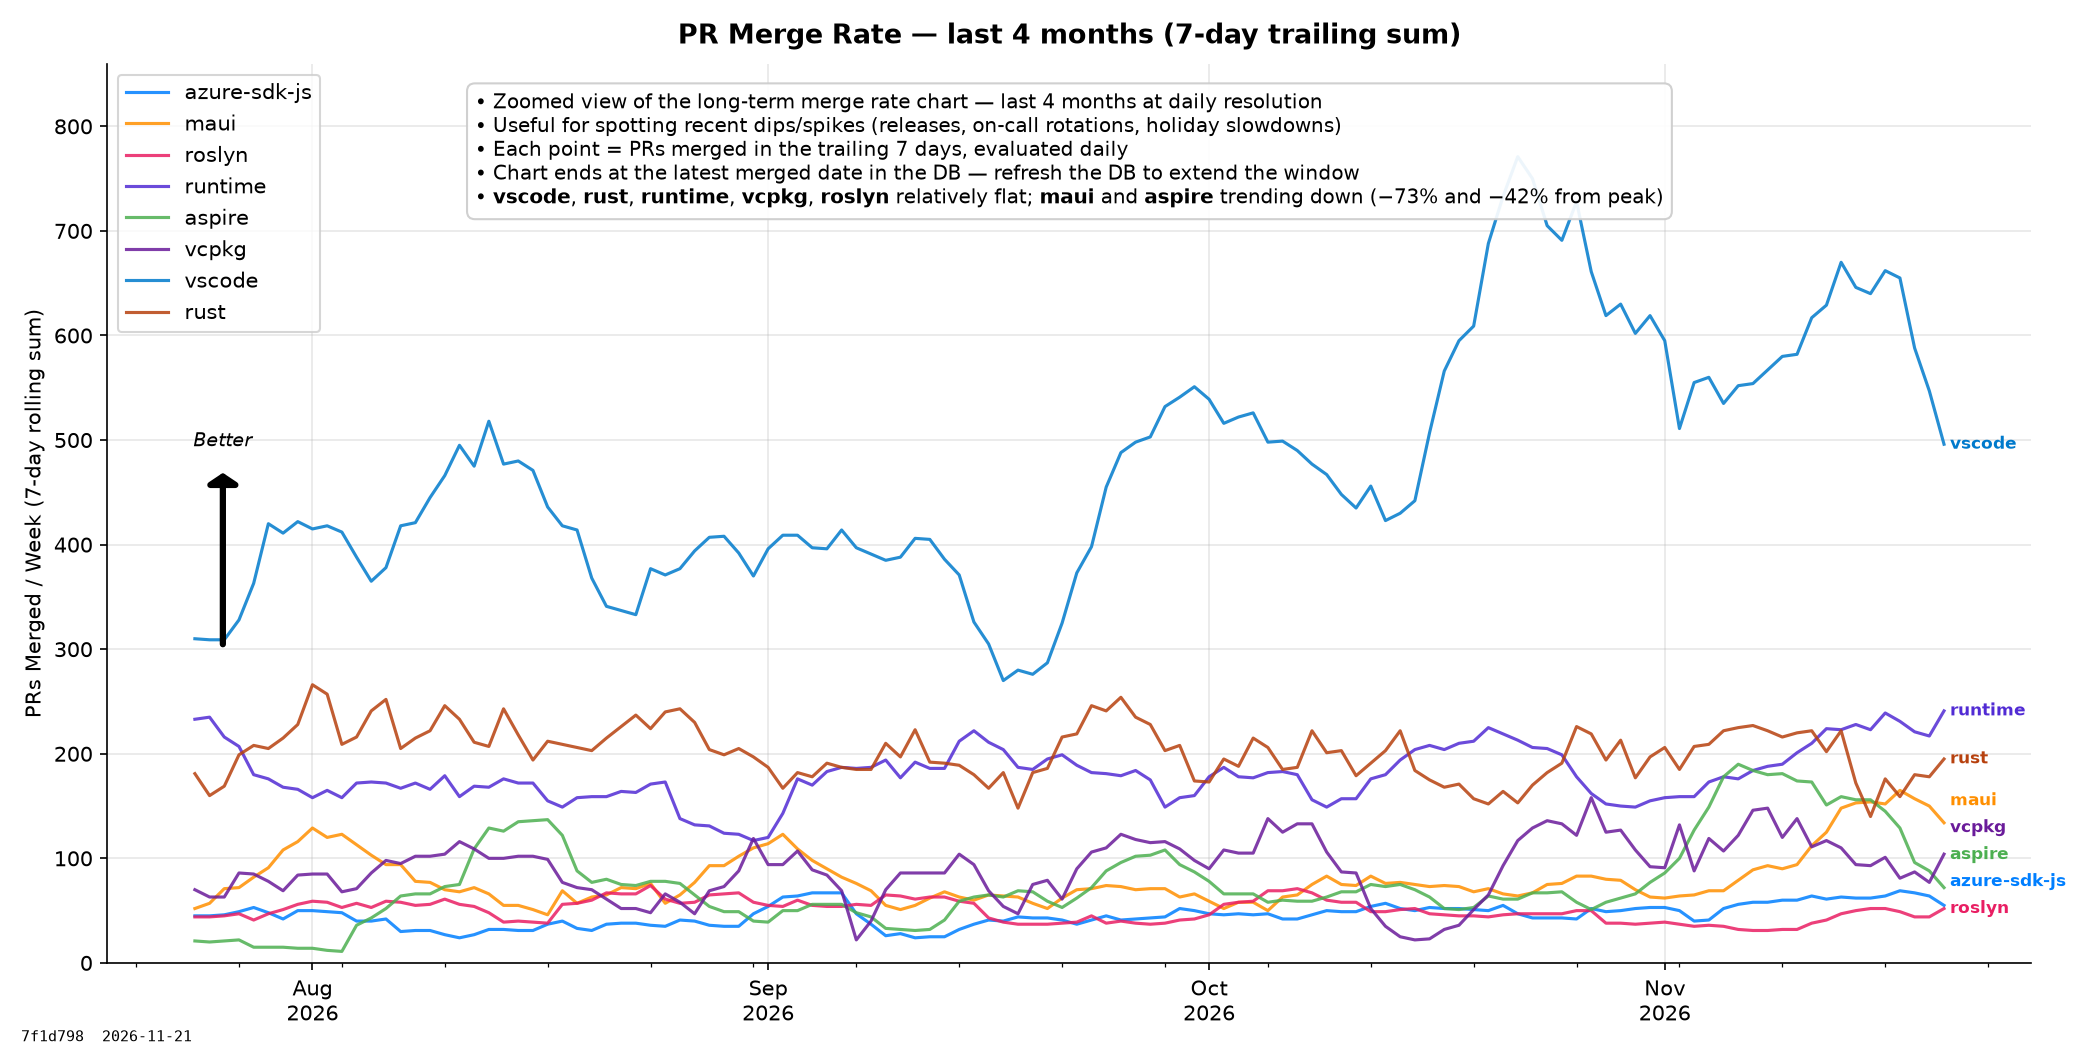 PR Merge Rate — last 4 months (7-day trailing sum)
azure-sdk-js
maui
roslyn
runtime
aspire
vcpkg
vscode
rust
• Zoomed view of the long-term merge rate chart — last 4 months at daily resolution
• Useful for spotting recent dips/spikes (releases, on-call rotations, holiday slowdowns)
• Each point = PRs merged in the trailing 7 days, evaluated daily
• Chart ends at the latest merged date in the DB — refresh the DB to extend the window
• vscode, rust, runtime, vcpkg, roslyn relatively flat; maui and aspire trending down (−73% and −42% from peak)
PRs Merged / Week (7-day rolling sum)
800
700
600
500
400
300
200
100
0
Better
vscode
runtime
rust
maui
vcpkg
aspire
azure-sdk-js
roslyn
Aug
2026
Sep
2026
Oct
2026
Nov
2026
7f1d798 2026-11-21